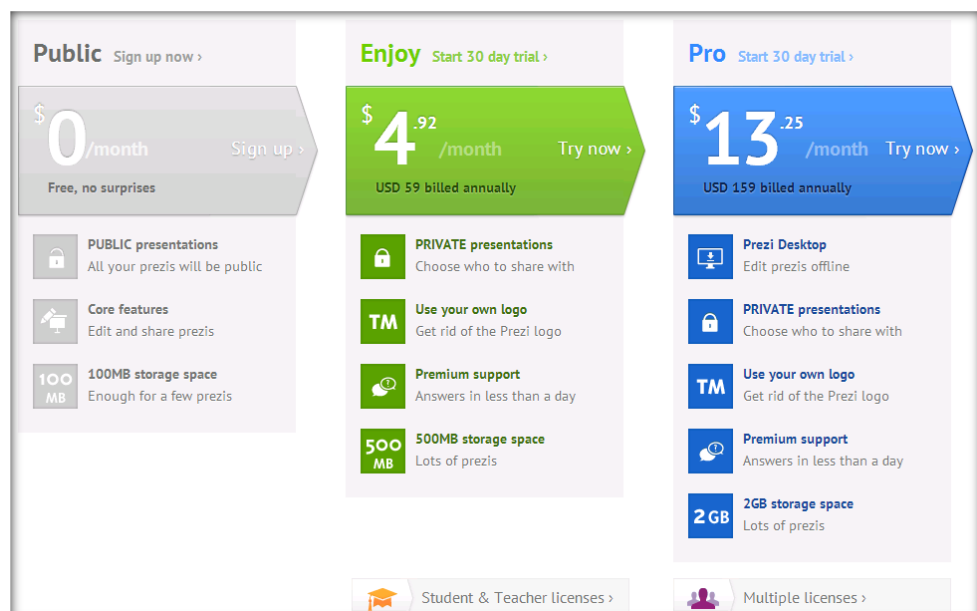 Public Sign up now ›
$0/month Sign up ›
Free, no surprises
PUBLIC presentations
All your prezis will be public
Core features
Edit and share prezis
100 MB
100MB storage space
Enough for a few prezis
Enjoy Start 30 day trial ›
$4.92/month Try now ›
USD 59 billed annually
PRIVATE presentations
Choose who to share with
TM
Use your own logo
Get rid of the Prezi logo
Premium support
Answers in less than a day
500 MB
500MB storage space
Lots of prezis
Student & Teacher licenses ›
Pro Start 30 day trial ›
$13.25/month Try now ›
USD 159 billed annually
Prezi Desktop
Edit prezis offline
PRIVATE presentations
Choose who to share with
TM
Use your own logo
Get rid of the Prezi logo
Premium support
Answers in less than a day
2 GB
2GB storage space
Lots of prezis
Multiple licenses ›